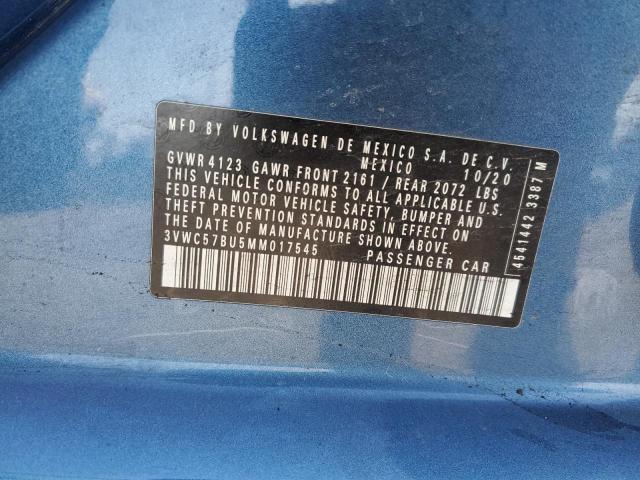 MFD BY VOLKSWAGEN DE MEXICO S.A. DE C.V.
MEXICO 10/20
GVWR 4123 GAWR FRONT 2161 / REAR 2072 LBS
THIS VEHICLE CONFORMS TO ALL APPLICABLE U.S.
FEDERAL MOTOR VEHICLE SAFETY, BUMPER AND
THEFT PREVENTION STANDARDS IN EFFECT ON
THE DATE OF MANUFACTURE SHOWN ABOVE.
3VWC57BU5MM017545 PASSENGER CAR
4541442 3387 M